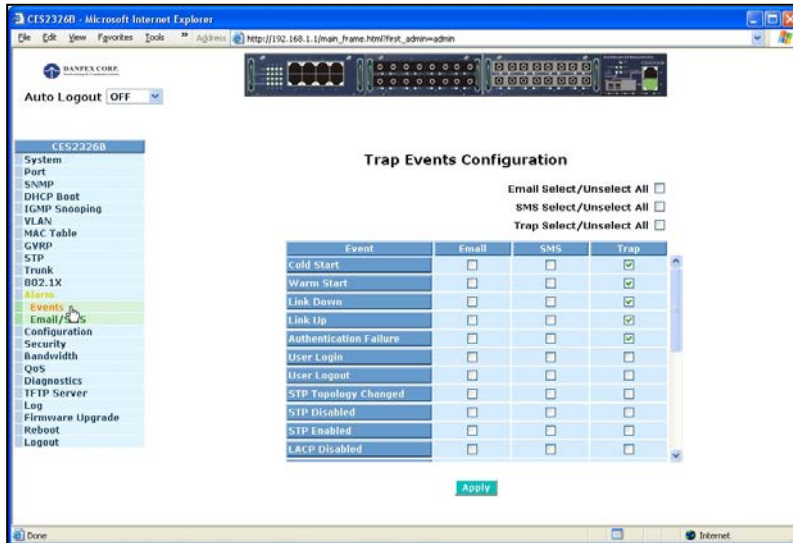 CES2326B - Microsoft Internet Explorer
File Edit View Favorites Tools » Address http://192.168.1.1/main_frame.html?first_admin=admin
DANPEX CORP.
Auto Logout OFF
CES2326B
System
Port
SNMP
DHCP Boot
IGMP Snooping
VLAN
MAC Table
GVRP
STP
Trunk
802.1X
Alarm
Events
Email/SMS
Configuration
Security
Bandwidth
QoS
Diagnostics
TFTP Server
Log
Firmware Upgrade
Reboot
Logout
Trap Events Configuration
Email Select/Unselect All
SMS Select/Unselect All
Trap Select/Unselect All
Event Email SMS Trap
Cold Start
Warm Start
Link Down
Link Up
Authentication Failure
User Login
User Logout
STP Topology Changed
STP Disabled
STP Enabled
LACP Disabled
Apply
Done Internet